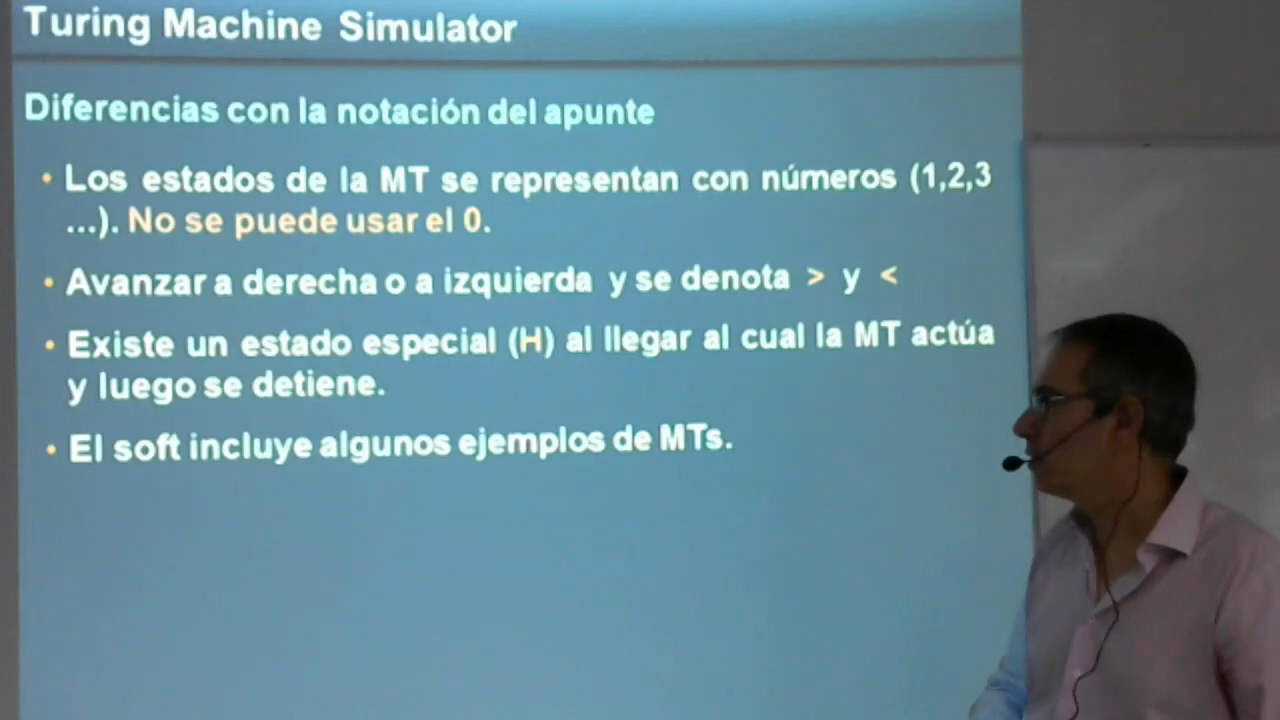 Turing Machine Simulator
Diferencias con la notación del apunte
• Los estados de la MT se representan con números (1,2,3
...). No se puede usar el 0.
• Avanzar a derecha o a izquierda y se denota > y <
• Existe un estado especial (H) al llegar al cual la MT actúa
y luego se detiene.
• El soft incluye algunos ejemplos de MTs.